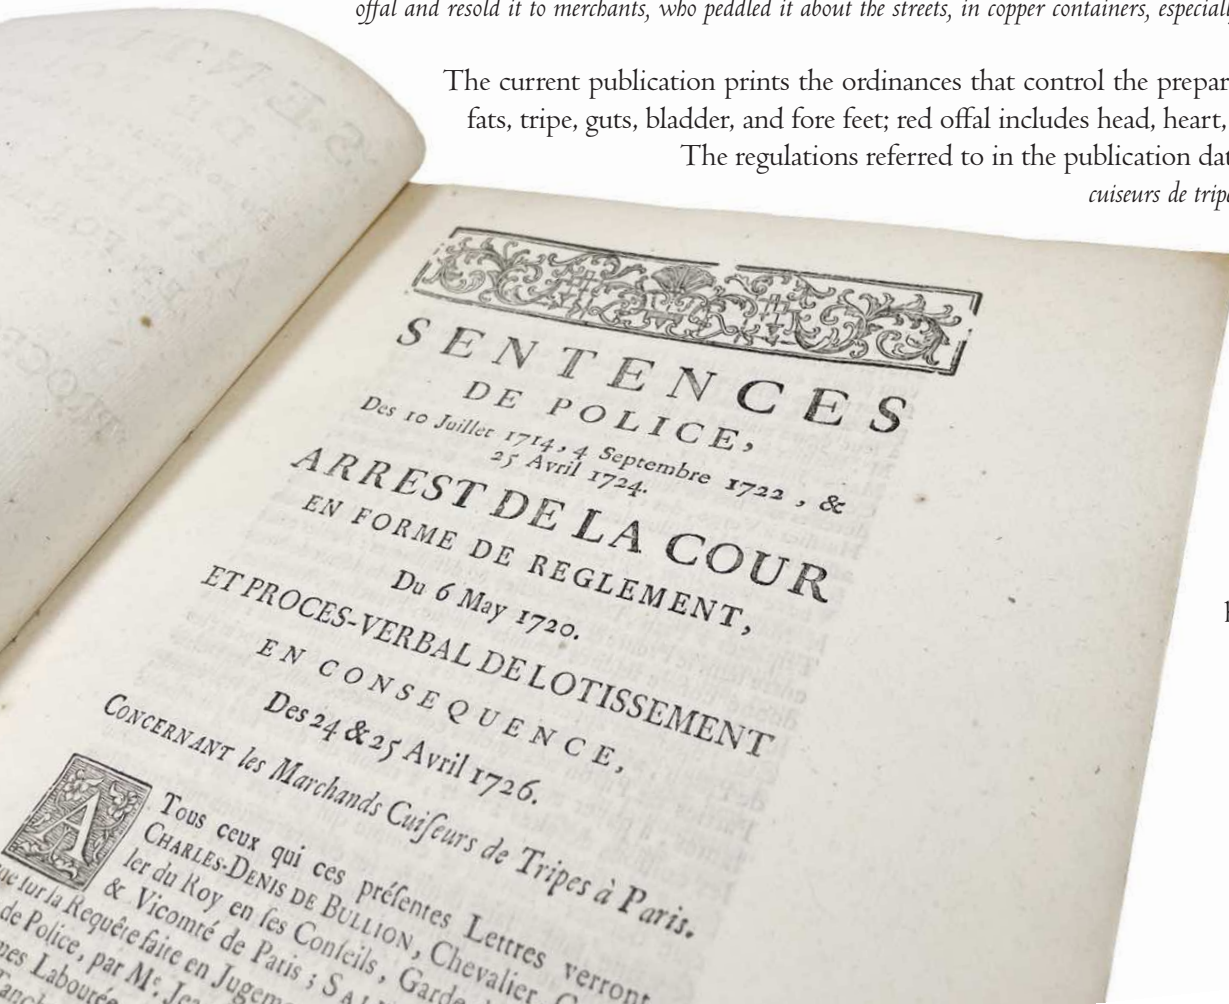 offal and resold it to merchants, who peddled it about the streets, in copper containers,
The current publication prints the ordinances that control the
fats, tripe, guts, bladder, and fore feet; red offal includes head, heart,
The regulations referred to in the publication
cuiseurs de
SENTENCES
DE POLICE,
Des 10 Juillet 1714, 4 Septembre 1722, &
25 Avril 1724.
ARREST DE LA COUR
EN FORME DE REGLEMENT,
Du 6 May 1720.
ET PROCES-VERBAL DE LOTISSEMENT
EN CONSEQUENCE,
Des 24 & 25 Avril 1726.
CONCERNANT les Marchands Cuiſeurs de Tripes à Paris.
A Tous ceux qui ces préſentes Lettres verront
CHARLES-DENIS DE BULLION, Chevalier
ler du Roy en ſes Conſeils, Garde
& Vicomté de Paris ;
ſur la Requête faite en
de Police, par Me.